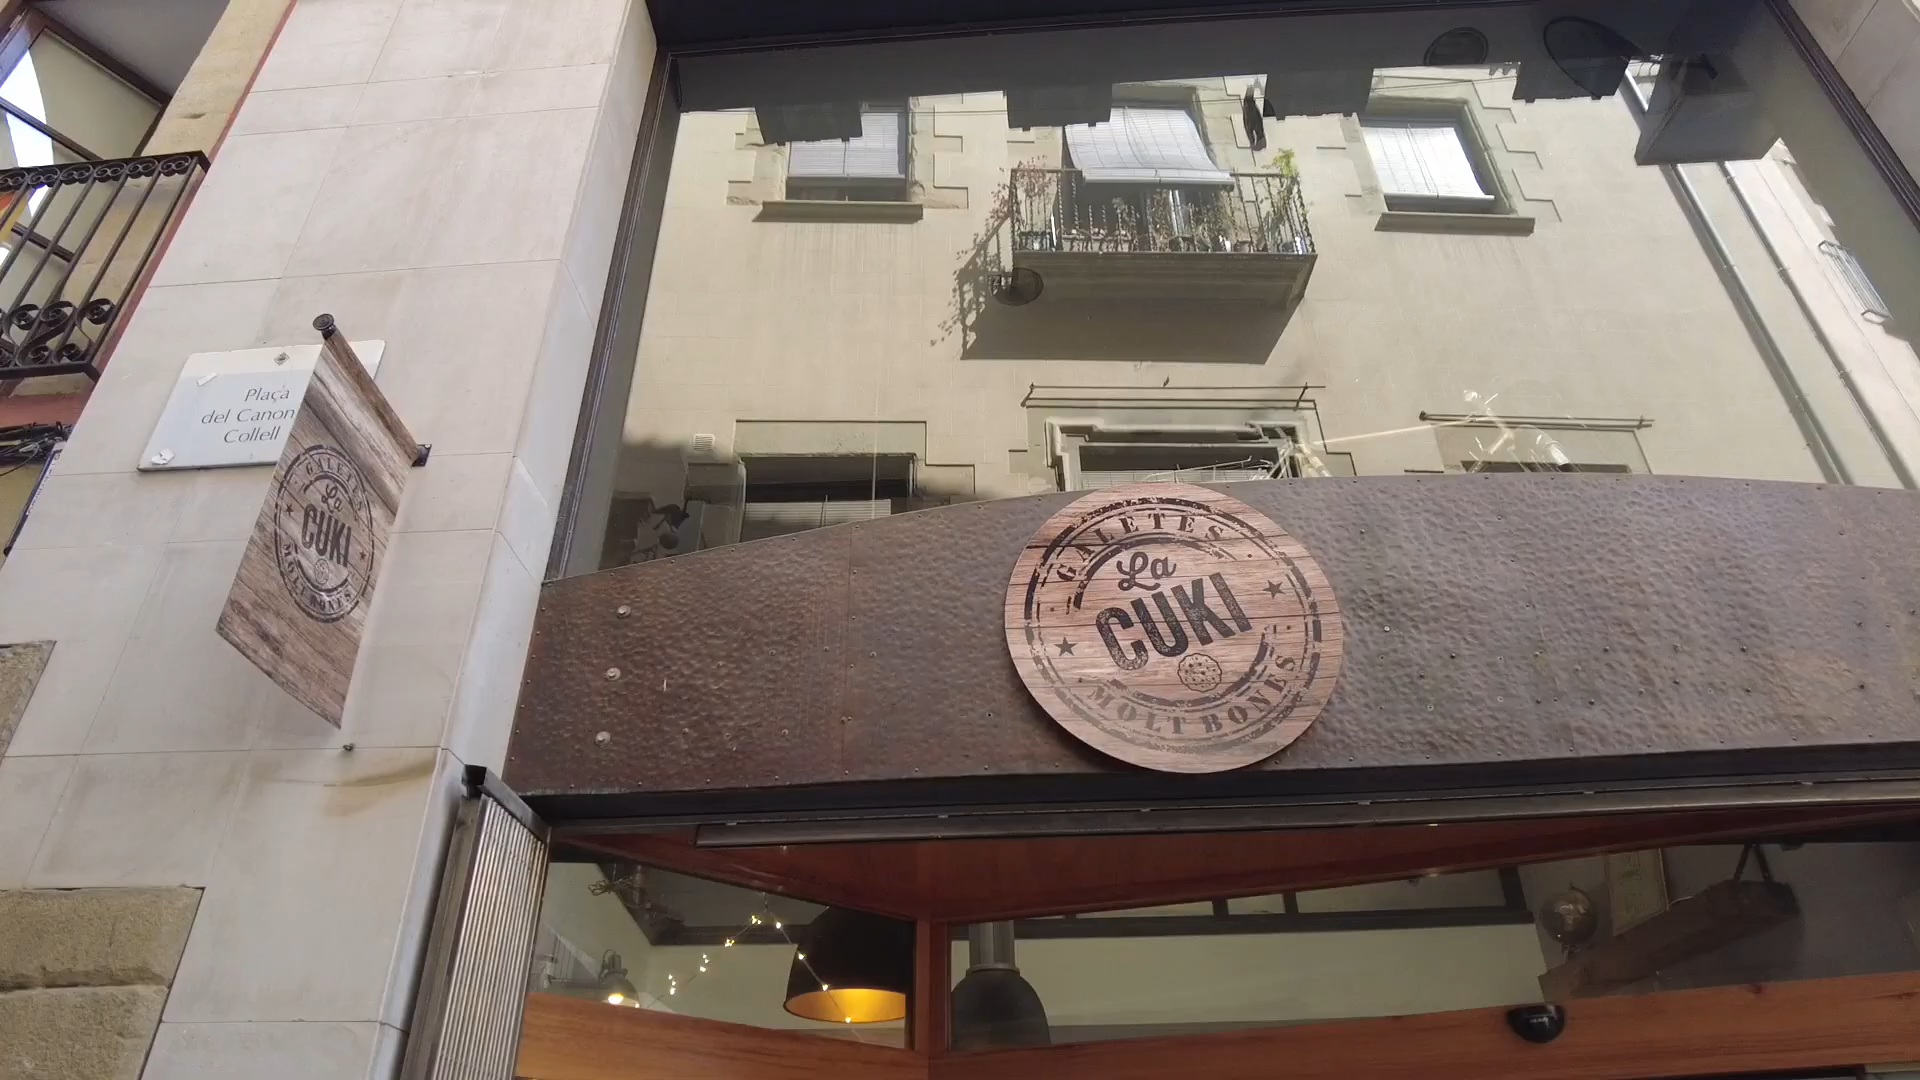 Plaça
del Canon
Collell
GALETES
La
CUKI
MOLT BONES
GALETES
La
CUKI
MOLT BONES